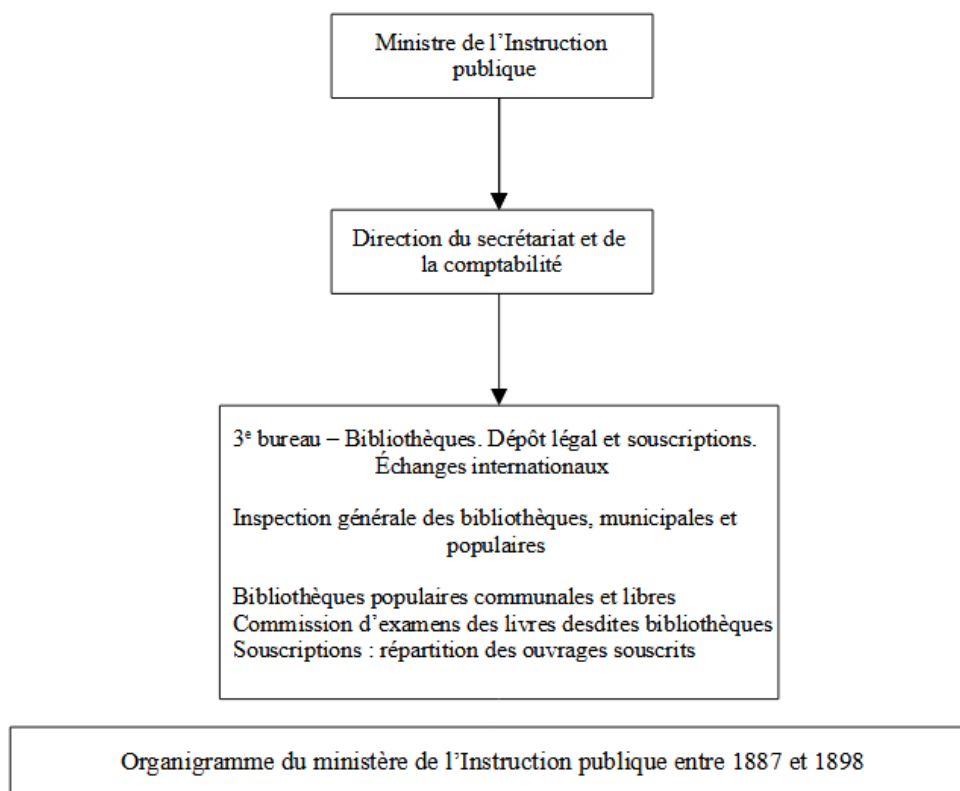 Ministre de l’Instruction
publique
Direction du secrétariat et de
la comptabilité
3e bureau – Bibliothèques. Dépôt légal et souscriptions.
Échanges internationaux
Inspection générale des bibliothèques, municipales et
populaires
Bibliothèques populaires communales et libres
Commission d’examens des livres desdites bibliothèques
Souscriptions : répartition des ouvrages souscrits
Organigramme du ministère de l’Instruction publique entre 1887 et 1898